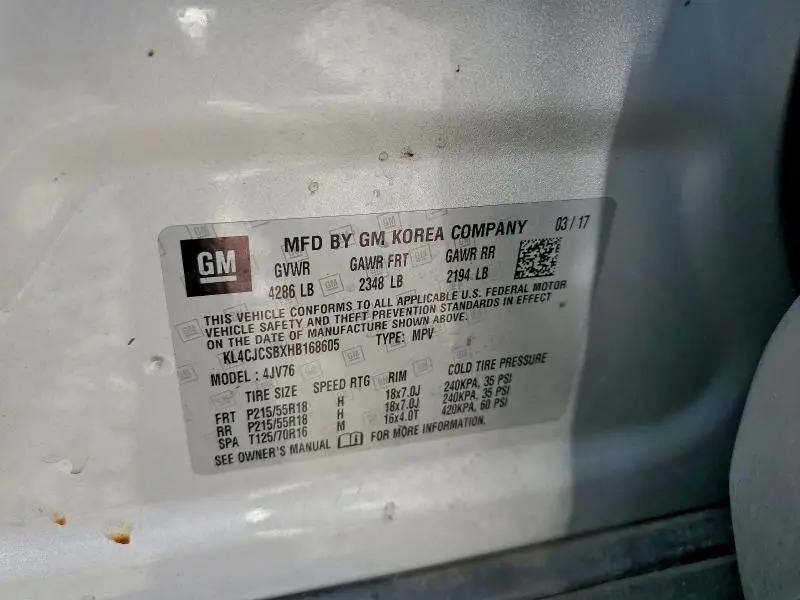 GM
MFD BY GM KOREA COMPANY 03/17
GVWR GAWR FRT GAWR RR
4286 LB 2348 LB 2194 LB
THIS VEHICLE CONFORMS TO ALL APPLICABLE U.S. FEDERAL MOTOR
VEHICLE SAFETY AND THEFT PREVENTION STANDARDS IN EFFECT
ON THE DATE OF MANUFACTURE SHOWN ABOVE.
KL4CJCSBXHB168605 TYPE: MPV
MODEL: 4JV76
TIRE SIZE SPEED RTG RIM COLD TIRE PRESSURE
FRT P215/55R18 H 18x7.0J 240KPA, 35 PSI
RR P215/55R18 H 18x7.0J 240KPA, 35 PSI
SPA T125/70R16 M 16x4.0T 420KPA, 60 PSI
SEE OWNER'S MANUAL FOR MORE INFORMATION.